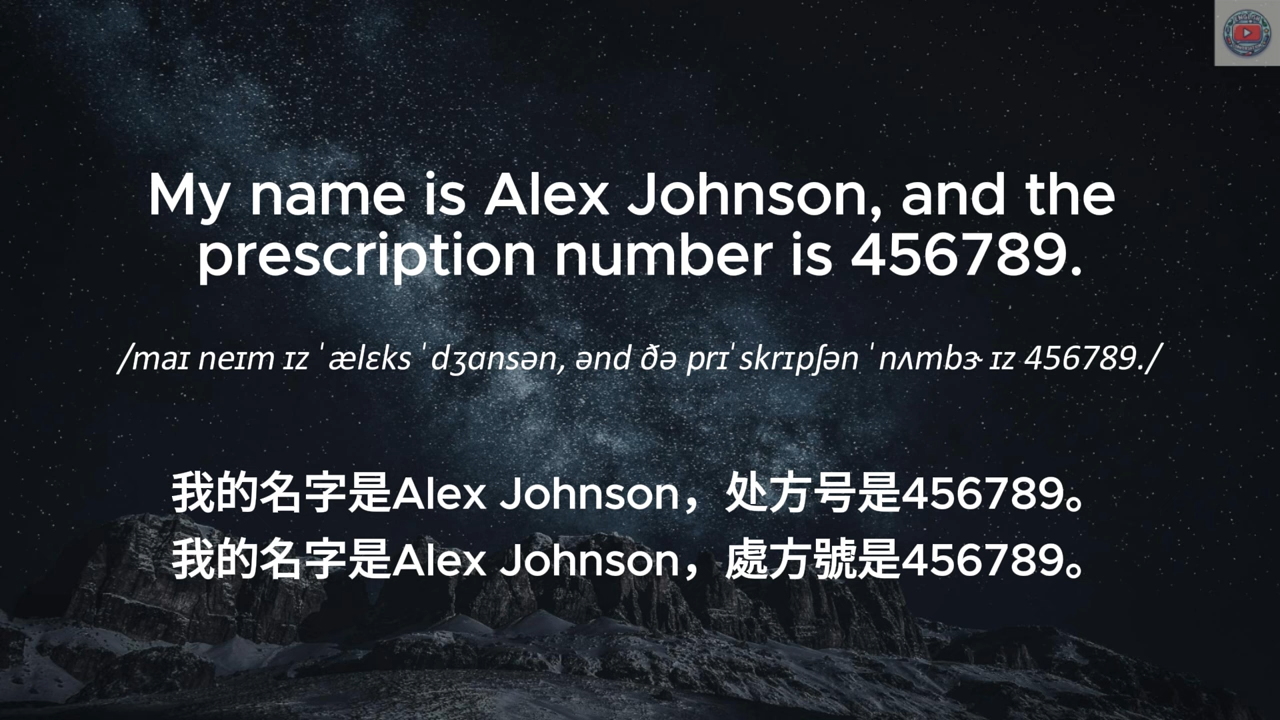 My name is Alex Johnson, and the
prescription number is 456789.
/maɪ neɪm ɪz ˈælɛks ˈdʒɑnsən, ənd ðə prɪˈskrɪpʃən ˈnʌmbɝ ɪz 456789./
我的名字是Alex Johnson，处方号是456789。
我的名字是Alex Johnson，處方號是456789。